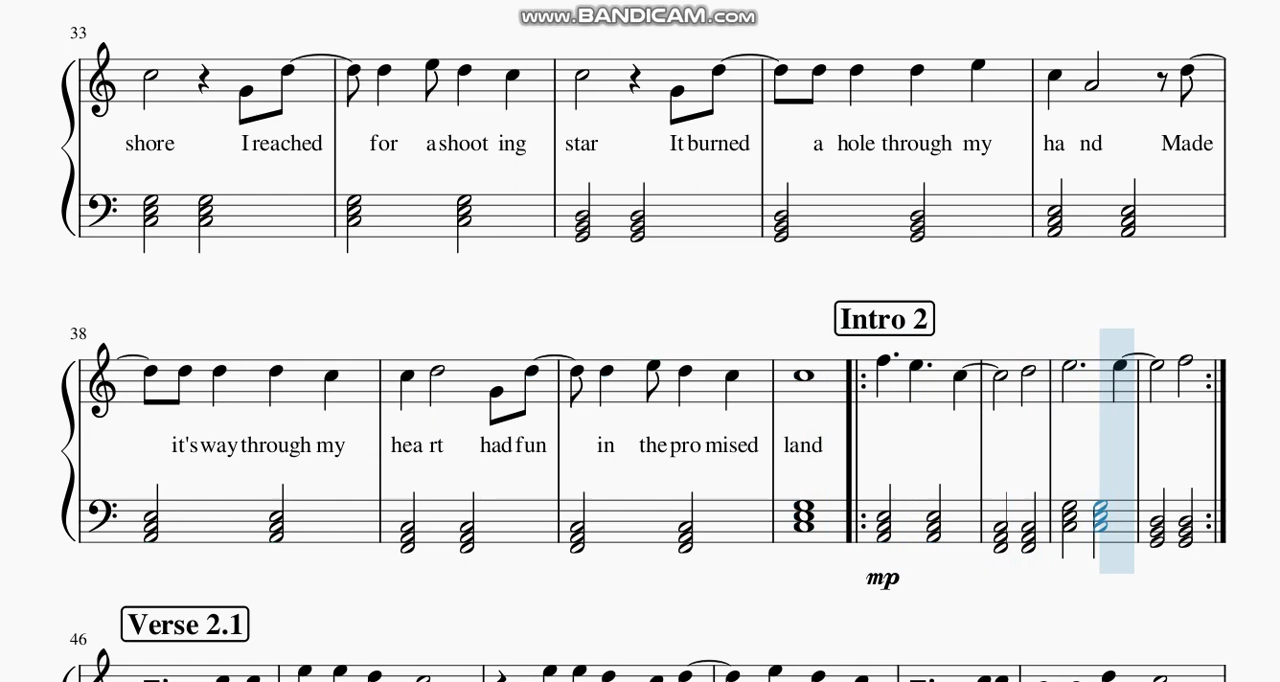 www.BANDICAM.com
33
shore I reached for a shoot ing star It burned a hole through my ha nd Made
38
Intro 2
it's way through my hea rt had fun in the pro mised land
mp
Verse 2.1
46